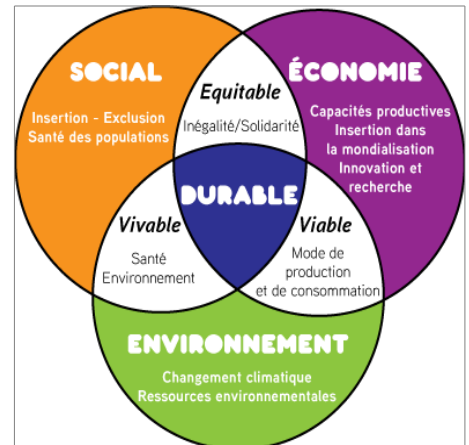 SOCIAL
Insertion - Exclusion
Santé des populations
Equitable
Inégalité/Solidarité
ÉCONOMIE
Capacités productives
Insertion dans
la mondialisation
Innovation et
recherche
DURABLE
Vivable
Santé
Environnement
Viable
Mode de
production
et de consommation
ENVIRONNEMENT
Changement climatique
Ressources environnementales